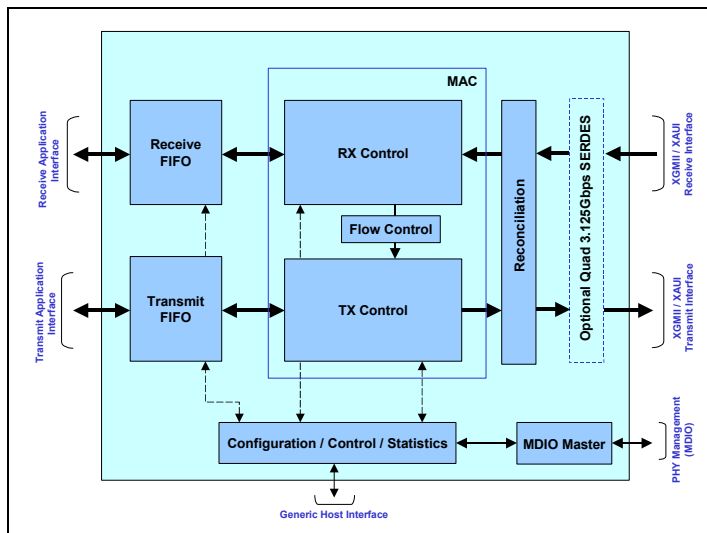 MAC
Receive Application
Interface
Receive
FIFO
RX Control
Reconciliation
Optional Quad 3.125Gbps SERDES
XGMII / XAUI
Receive Interface
Flow Control
Transmit Application
Interface
Transmit
FIFO
TX Control
XGMII / XAUI
Transmit Interface
Configuration / Control / Statistics
MDIO Master
PHY Management
(MDIO)
Generic Host Interface